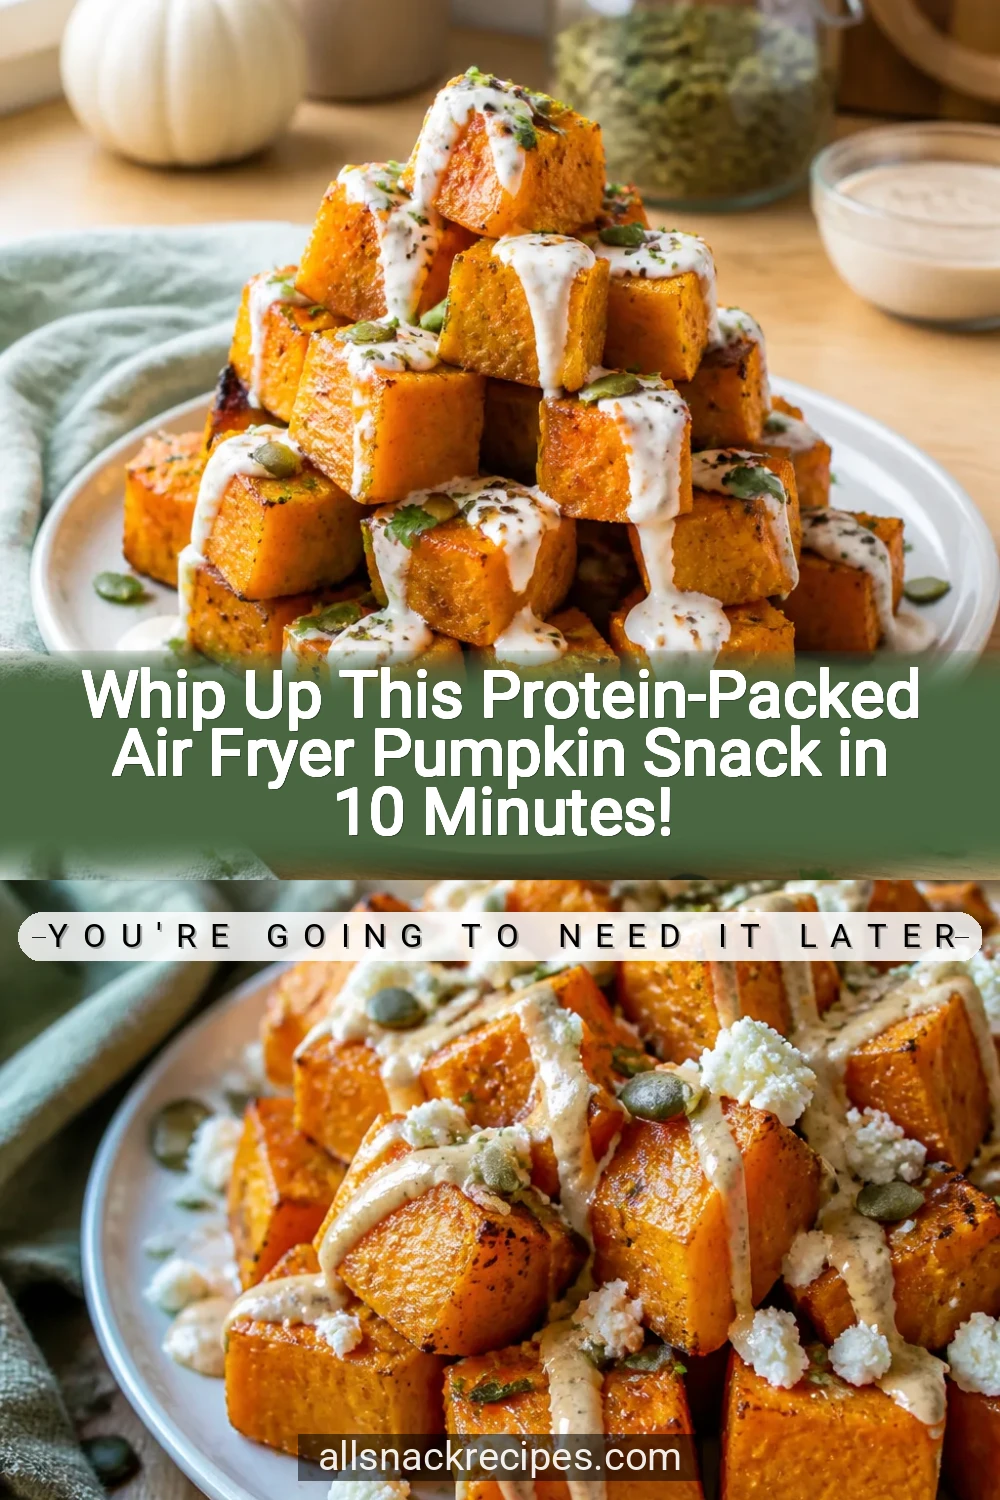 Whip Up This Protein-Packed
Air Fryer Pumpkin Snack in
10 Minutes!
-YOU'RE GOING TO NEED IT LATER-
allsnackrecipes.com